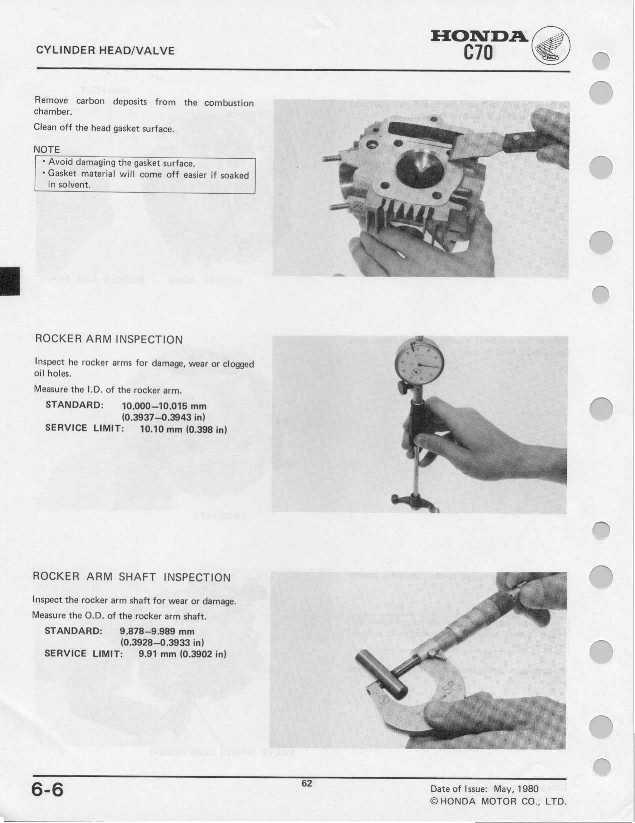 CYLINDER HEAD/VALVE
HONDA
C70
Remove carbon deposits from the combustion
chamber.
Clean off the head gasket surface.
NOTE
• Avoid damaging the gasket surface.
• Gasket material will come off easier if soaked
in solvent.
ROCKER ARM INSPECTION
Inspect he rocker arms for damage, wear or clogged
oil holes.
Measure the I.D. of the rocker arm.
STANDARD: 10.000—10.015 mm
(0.3937—0.3943 in)
SERVICE LIMIT: 10.10 mm (0.398 in)
ROCKER ARM SHAFT INSPECTION
Inspect the rocker arm shaft for wear or damage.
Measure the O.D. of the rocker arm shaft.
STANDARD: 9.878—9.989 mm
(0.3928—0.3933 in)
SERVICE LIMIT: 9.91 mm (0.3902 in)
6-6
62
Date of Issue: May, 1980
© HONDA MOTOR CO., LTD.